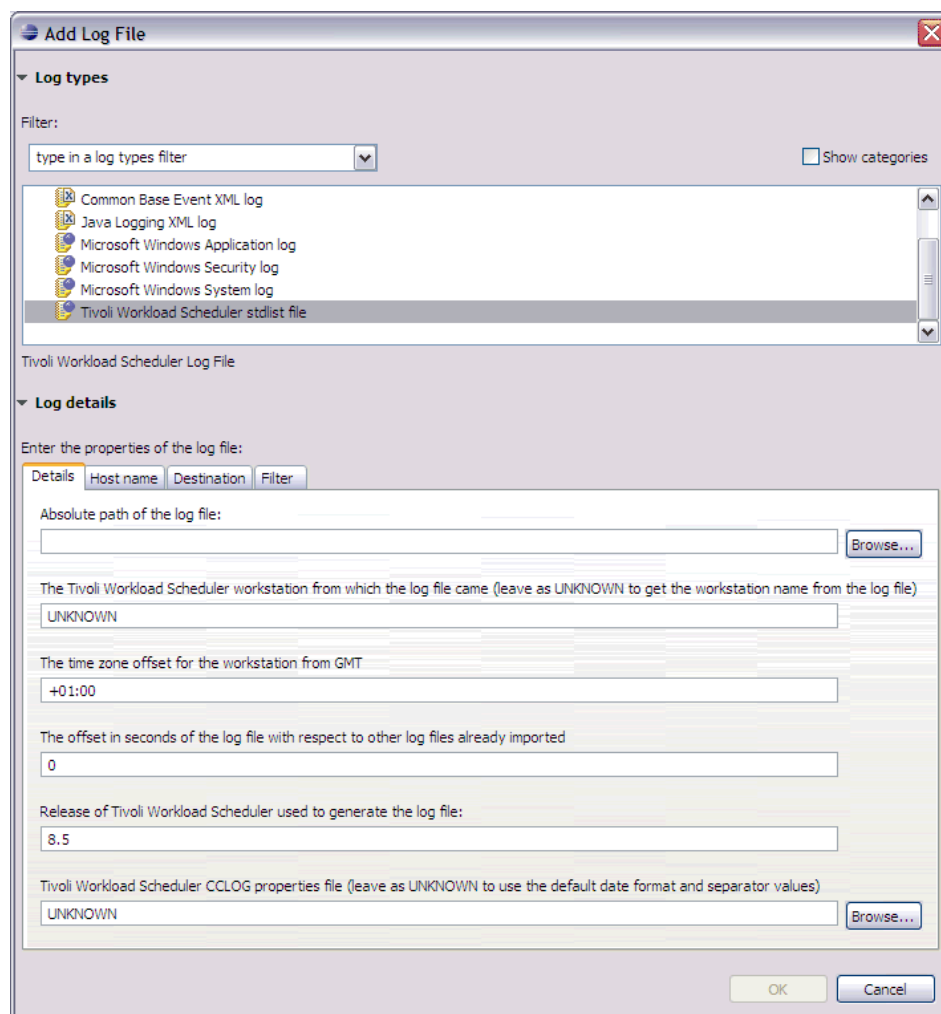 Add Log File
Log types
Filter:
type in a log types filter
Show categories
Common Base Event XML log
Java Logging XML log
Microsoft Windows Application log
Microsoft Windows Security log
Microsoft Windows System log
Tivoli Workload Scheduler stdlist file
Tivoli Workload Scheduler Log File
Log details
Enter the properties of the log file:
Details Host name Destination Filter
Absolute path of the log file:
Browse...
The Tivoli Workload Scheduler workstation from which the log file came (leave as UNKNOWN to get the workstation name from the log file)
UNKNOWN
The time zone offset for the workstation from GMT
+01:00
The offset in seconds of the log file with respect to other log files already imported
0
Release of Tivoli Workload Scheduler used to generate the log file:
8.5
Tivoli Workload Scheduler CCLOG properties file (leave as UNKNOWN to use the default date format and separator values)
UNKNOWN
Browse...
OK Cancel